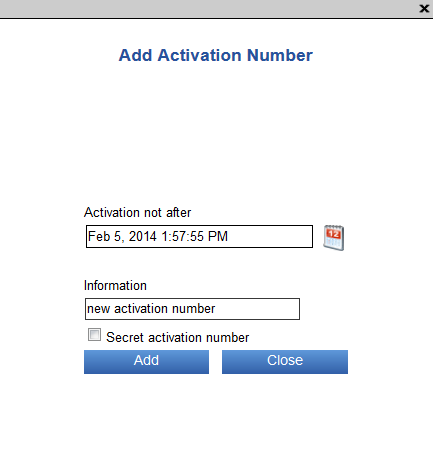 Add Activation Number
Activation not after
Feb 5, 2014 1:57:55 PM
12
Information
new activation number
Secret activation number
Add
Close